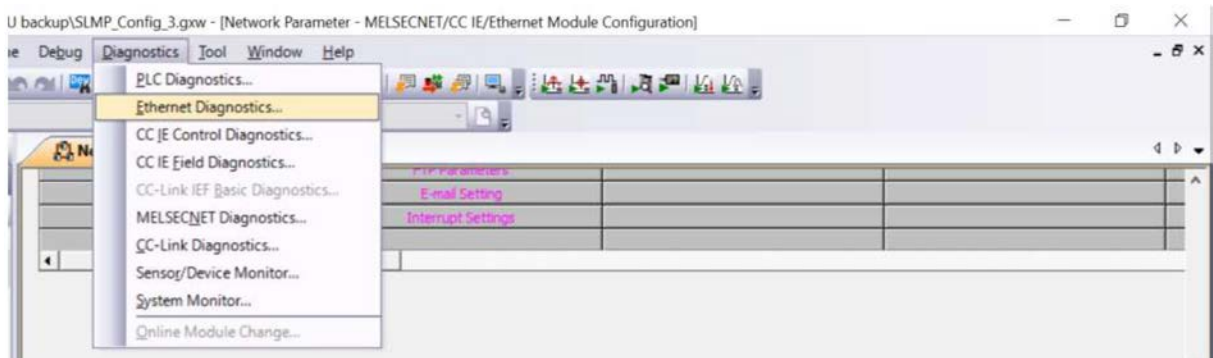 U backup\SLMP_Config_3.gxw - [Network Parameter - MELSECNET/CC IE/Ethernet Module Configuration]
Debug Diagnostics Tool Window Help
PLC Diagnostics...
Ethernet Diagnostics...
CC IE Control Diagnostics...
CC IE Field Diagnostics...
CC-Link IEF Basic Diagnostics...
MELSECNET Diagnostics...
CC-Link Diagnostics...
Sensor/Device Monitor...
System Monitor...
Online Module Change...
FTP Parameters
E-mail Setting
Interrupt Settings